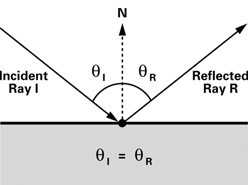 N
θI θR
Incident
Ray I
Reflected
Ray R
θI = θR